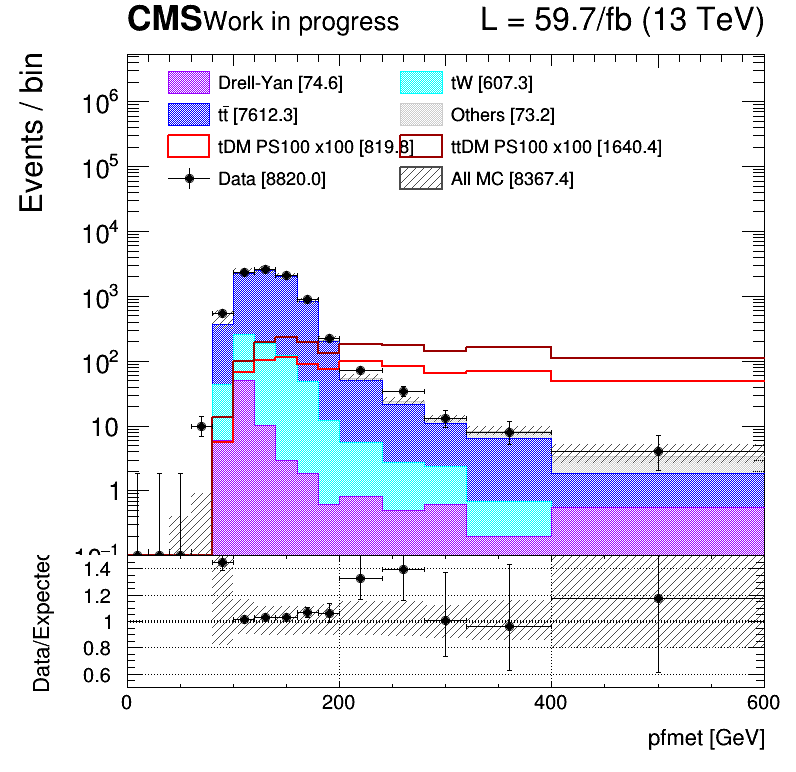 CMS Work in progress L = 59.7/fb (13 TeV)
Events / bin
Drell-Yan [74.6] tW [607.3]
tt̄ [7612.3] Others [73.2]
tDM PS100 x100 [819.8] ttDM PS100 x100 [1640.4]
Data [8820.0] All MC [8367.4]
10⁶
10⁵
10⁴
10³
10²
10
1
10⁻¹
Data/Expected
1.4
1.2
1
0.8
0.6
0 200 400 600
pfmet [GeV]